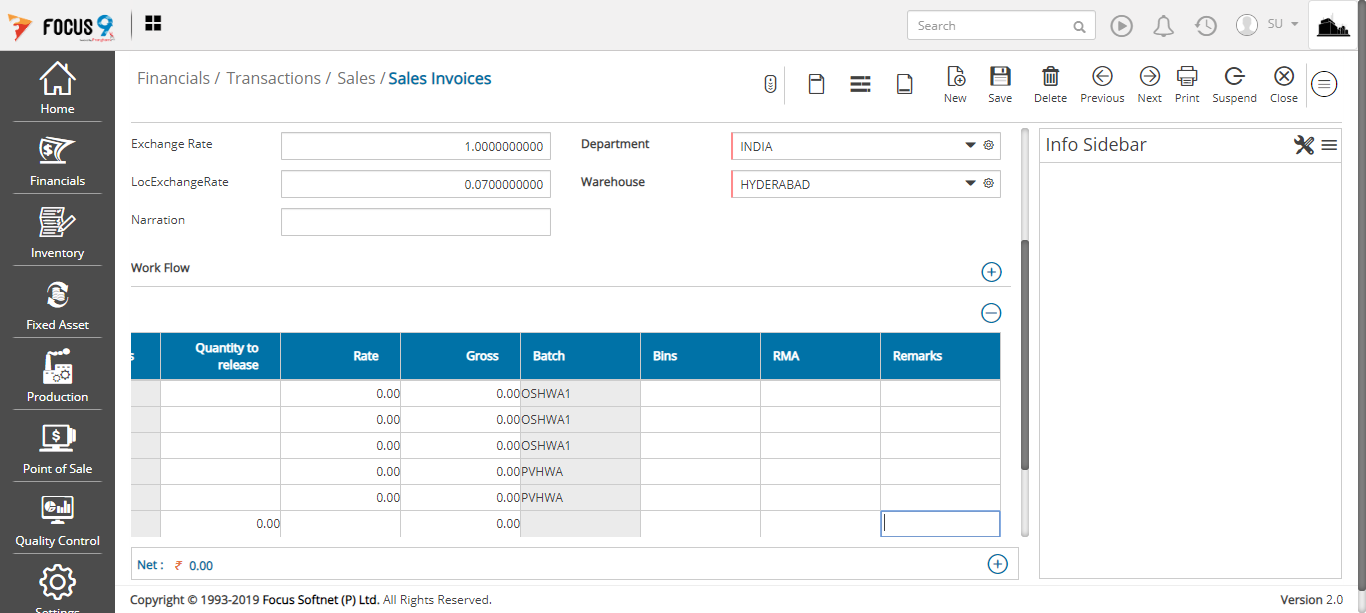 FOCUS 9
Search
SU
Home
Financials
Inventory
Fixed Asset
Production
Point of Sale
Quality Control
Settings
Financials / Transactions / Sales / Sales Invoices
New Save Delete Previous Next Print Suspend Close
Exchange Rate 1.0000000000 Department INDIA
LocExchangeRate 0.0700000000 Warehouse HYDERABAD
Narration
Info Sidebar
Work Flow
s Quantity to release Rate Gross Batch Bins RMA Remarks
0.00 0.00 OSHWA1
0.00 0.00 OSHWA1
0.00 0.00 OSHWA1
0.00 0.00 PVHWA
0.00 0.00 PVHWA
0.00 0.00
Net : ₹ 0.00
Copyright © 1993-2019 Focus Softnet (P) Ltd. All Rights Reserved. Version 2.0